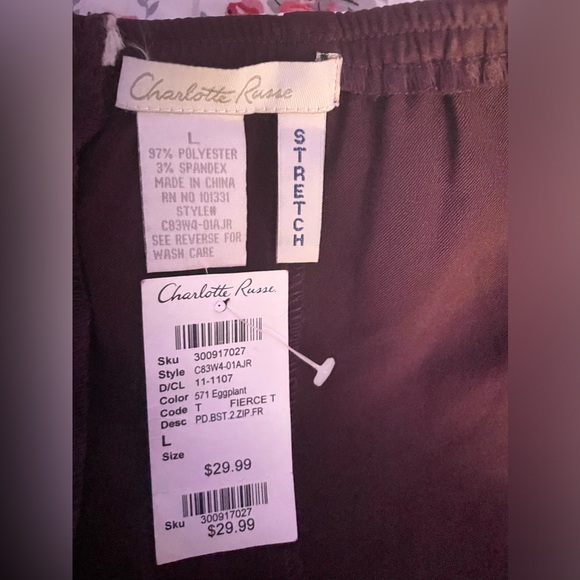 Charlotte Russe
L
97% POLYESTER
3% SPANDEX
MADE IN CHINA
RN NO 101331
STYLE#
C83W4-01AJR
SEE REVERSE FOR
WASH CARE
STRETCH
Charlotte Russe
Sku 300917027
Style C83W4-01AJR
D/CL 11-1107
Color 571 Eggplant
Code T FIERCE T
Desc PD.BST.2.ZIP.FR
L
Size
$29.99
Sku 300917027
$29.99